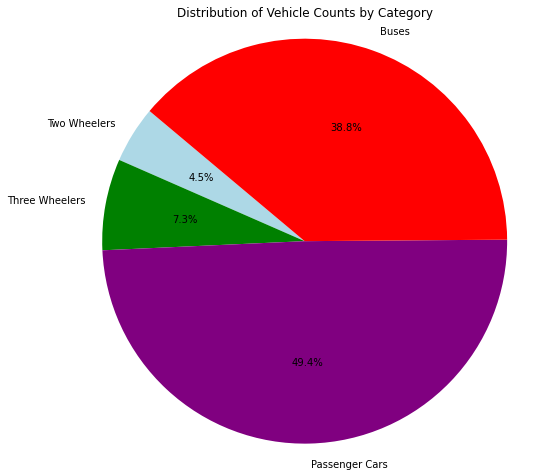 Distribution of Vehicle Counts by Category
Buses
38.8%
Two Wheelers
4.5%
Three Wheelers
7.3%
49.4%
Passenger Cars